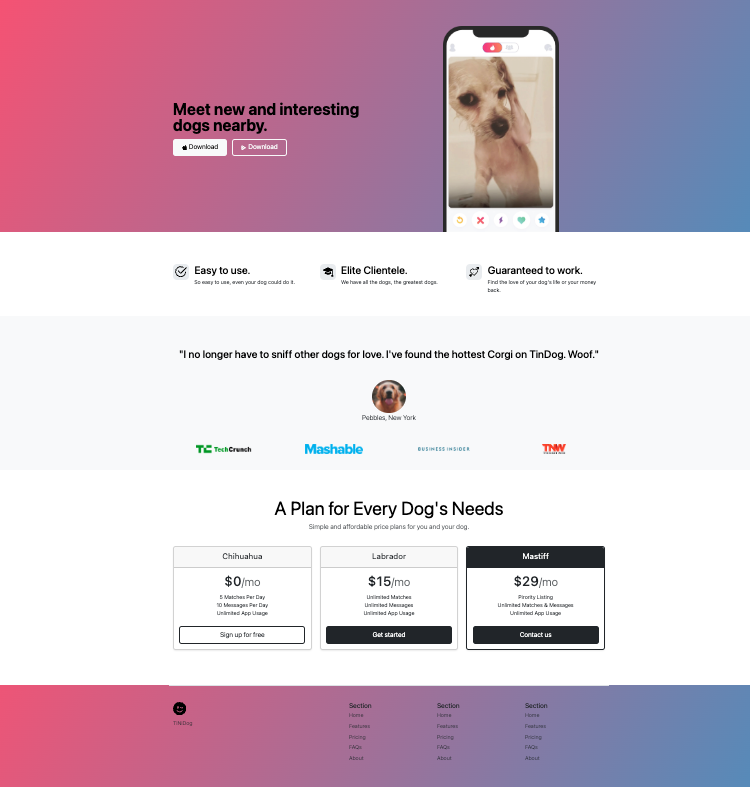 Meet new and interesting
dogs nearby.
Download
Download
Easy to use.
So easy to use, even your dog could do it.
Elite Clientele.
We have all the dogs, the greatest dogs.
Guaranteed to work.
Find the love of your dog's life or your money
back.
"I no longer have to sniff other dogs for love. I've found the hottest Corgi on TinDog. Woof."
Pebbles, New York
TC TechCrunch
Mashable
BUSINESS INSIDER
TNW
A Plan for Every Dog's Needs
Simple and affordable price plans for you and your dog.
Chihuahua
$0/mo
5 Matches Per Day
10 Messages Per Day
Unlimited App Usage
Sign up for free
Labrador
$15/mo
Unlimited Matches
Unlimited Messages
Unlimited App Usage
Get started
Mastiff
$29/mo
Pirority Listing
Unlimited Matches & Messages
Unlimited App Usage
Contact us
TINDog
Section
Home
Features
Pricing
FAQs
About
Section
Home
Features
Pricing
FAQs
About
Section
Home
Features
Pricing
FAQs
About